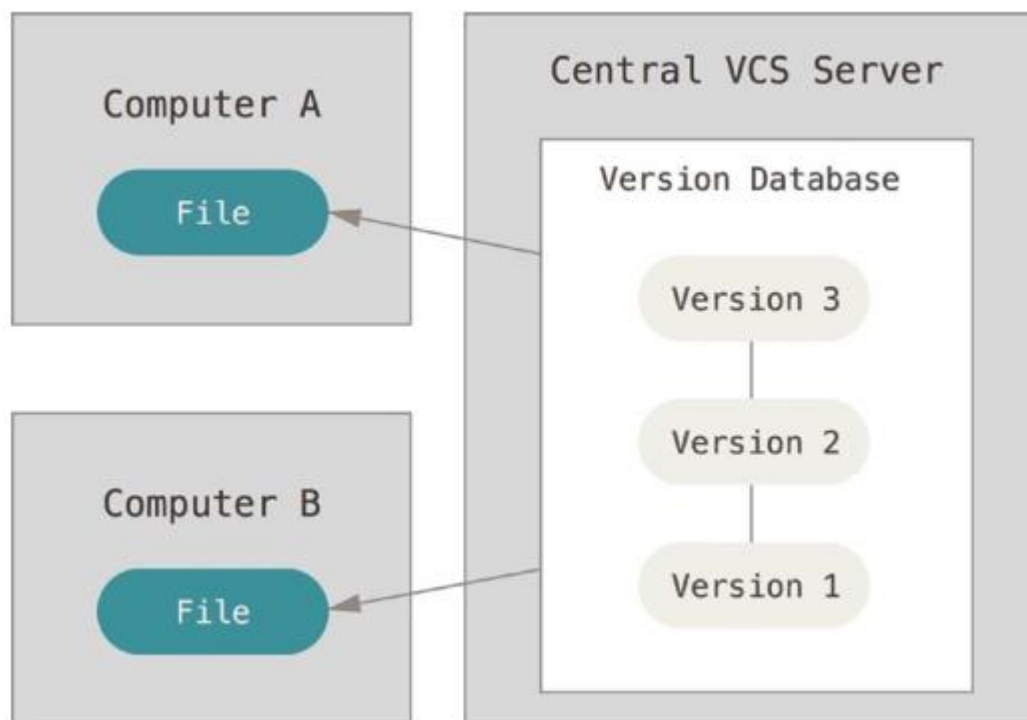 Computer A
File
Central VCS Server
Version Database
Version 3
Version 2
Version 1
Computer B
File